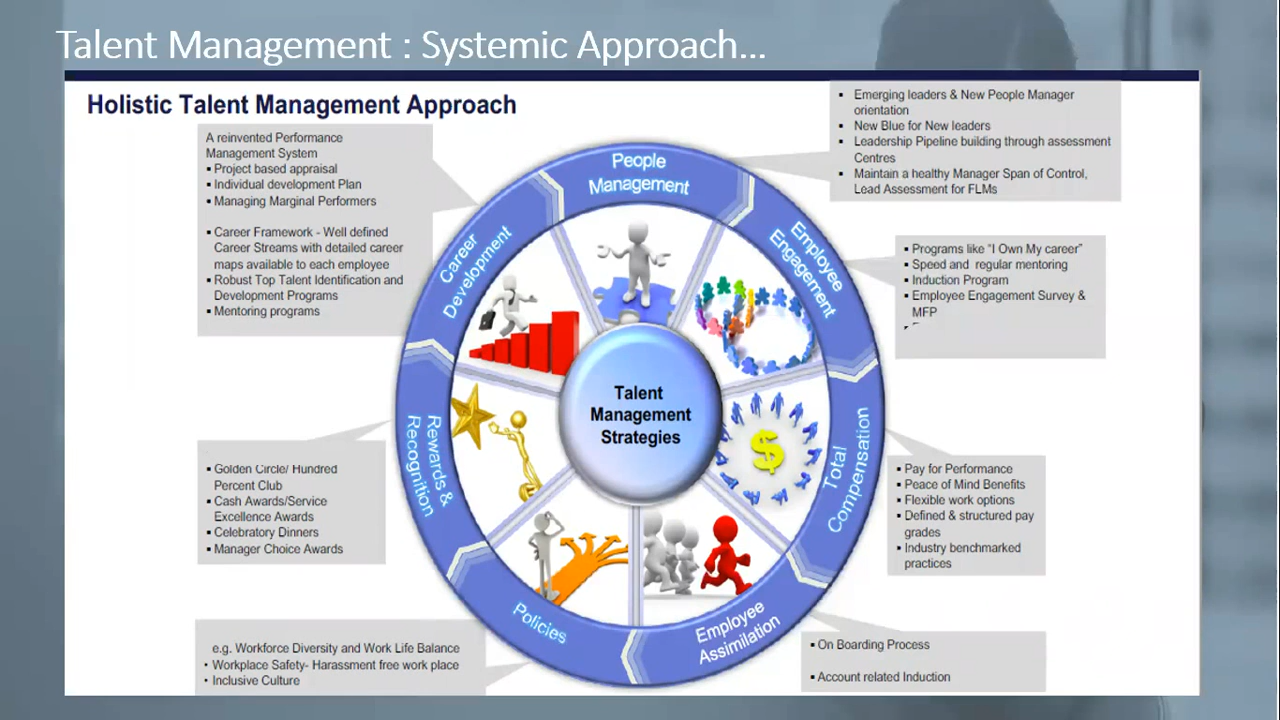 Talent Management : Systemic Approach...
Holistic Talent Management Approach
A reinvented Performance
Management System
▪ Project based appraisal
▪ Individual development Plan
▪ Managing Marginal Performers
▪ Career Framework - Well defined
Career Streams with detailed career
maps available to each employee
▪ Robust Top Talent Identification and
Development Programs
▪ Mentoring programs
▪ Emerging leaders & New People Manager
orientation
▪ New Blue for New leaders
▪ Leadership Pipeline building through assessment
Centres
▪ Maintain a healthy Manager Span of Control,
Lead Assessment for FLMs
People
Management
Career
Development
Employee
Engagement
▪ Programs like “I Own My career”
▪ Speed and regular mentoring
▪ Induction Program
▪ Employee Engagement Survey &
MFP
Talent
Management
Strategies
Rewards &
Recognition
Total
Compensation
▪ Golden Circle/ Hundred
Percent Club
▪ Cash Awards/Service
Excellence Awards
▪ Celebratory Dinners
▪ Manager Choice Awards
$
▪ Pay for Performance
▪ Peace of Mind Benefits
▪ Flexible work options
▪ Defined & structured pay
grades
▪ Industry benchmarked
practices
Policies
Employee
Assimilation
e.g. Workforce Diversity and Work Life Balance
• Workplace Safety- Harassment free work place
• Inclusive Culture
▪ On Boarding Process
▪ Account related Induction